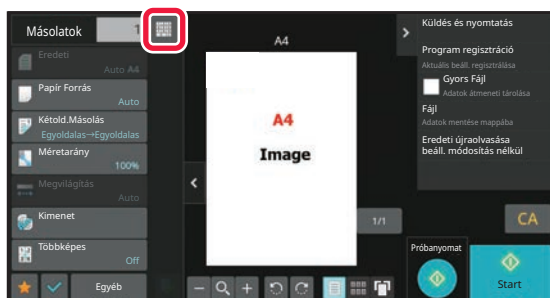 Másolatok 1
Eredeti
Auto A4
Papír Forrás
Auto
Kétold.Másolás
Egyoldalas→Egyoldalas
Méretarány
100%
Megvilágítás
Auto
Kimenet
Többképes
Off
Egyéb
A4
A4
Image
1/1
Küldés és nyomtatás
Program regisztráció
Aktuális beáll. regisztrálása
Gyors Fájl
Adatok átmeneti tárolása
Fájl
Adatok mentése mappába
Eredeti újraolvasása
beáll. módosítás nélkül
CA
Próbanyomat
Start